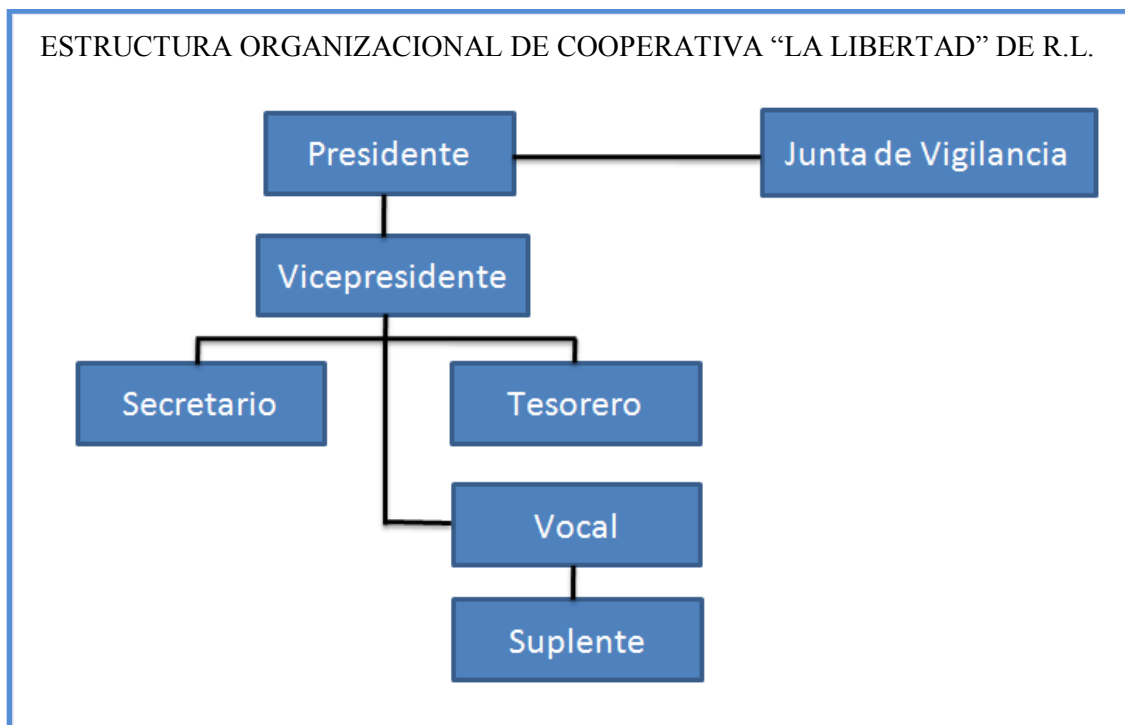 ESTRUCTURA ORGANIZACIONAL DE COOPERATIVA “LA LIBERTAD” DE R.L.
Presidente
Junta de Vigilancia
Vicepresidente
Secretario
Tesorero
Vocal
Suplente